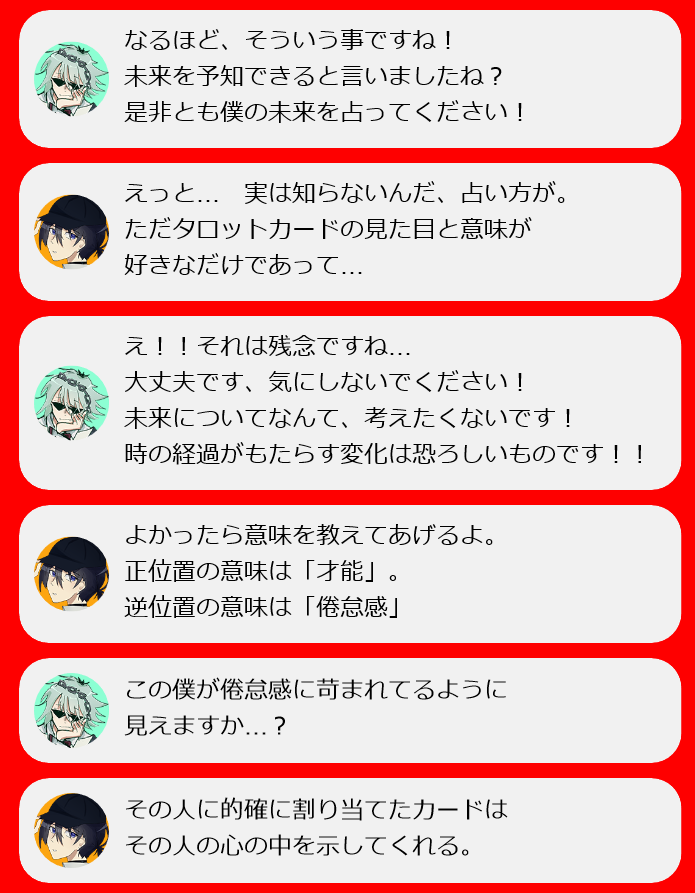 なるほど、そういう事ですね！
未来を予知できると言いましたね？
是非とも僕の未来を占ってください！
えっと…　実は知らないんだ、占い方が。
ただタロットカードの見た目と意味が
好きなだけであって…
え！！それは残念ですね…
大丈夫です、気にしないでください！
未来についてなんて、考えたくないです！
時の経過がもたらす変化は恐ろしいものです！！
よかったら意味を教えてあげるよ。
正位置の意味は「才能」。
逆位置の意味は「倦怠感」
この僕が倦怠感に苛まれてるように
見えますか…？
その人に的確に割り当てたカードは
その人の心の中を示してくれる。